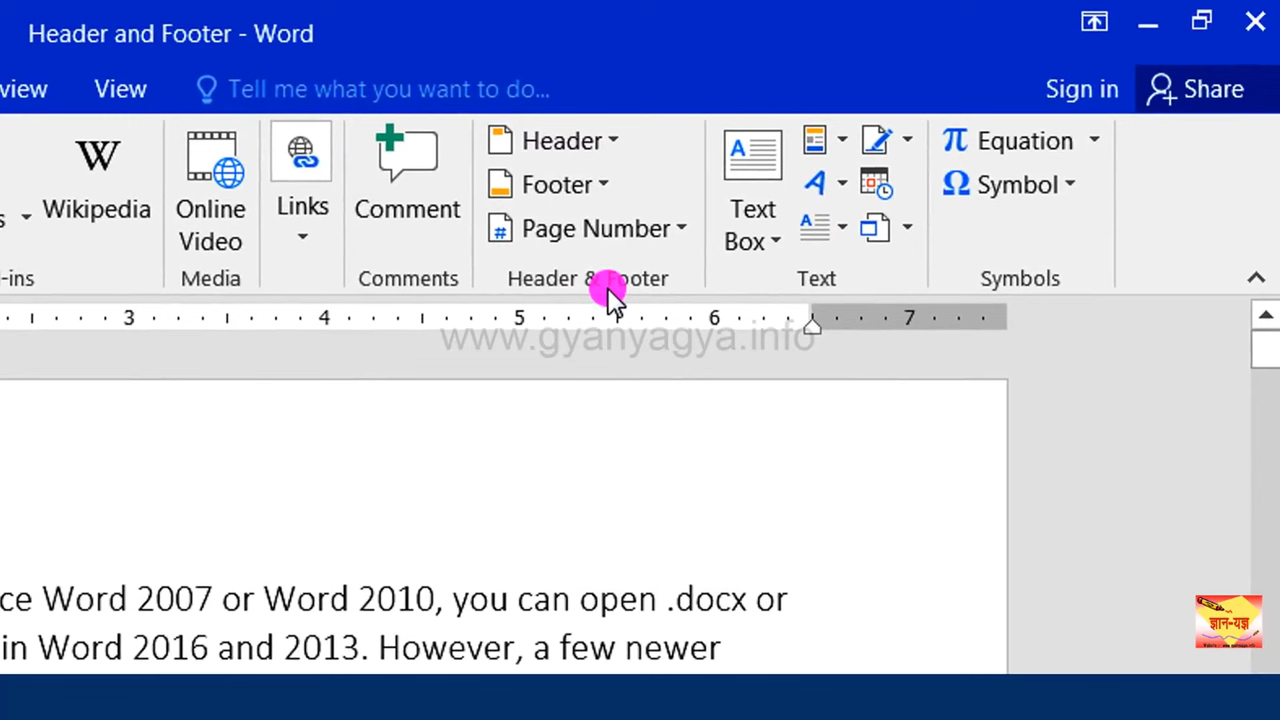 Header and Footer - Word
view View Tell me what you want to do... Sign in Share
Header
Equation
Footer
Symbol
s Wikipedia Online Video Links Comment Page Number Text Box
-ins Media Comments Header & Footer Text Symbols
3 4 5 6 7
www.gyanyagya.info
ce Word 2007 or Word 2010, you can open .docx or
in Word 2016 and 2013. However, a few newer
ज्ञान-यज्ञ